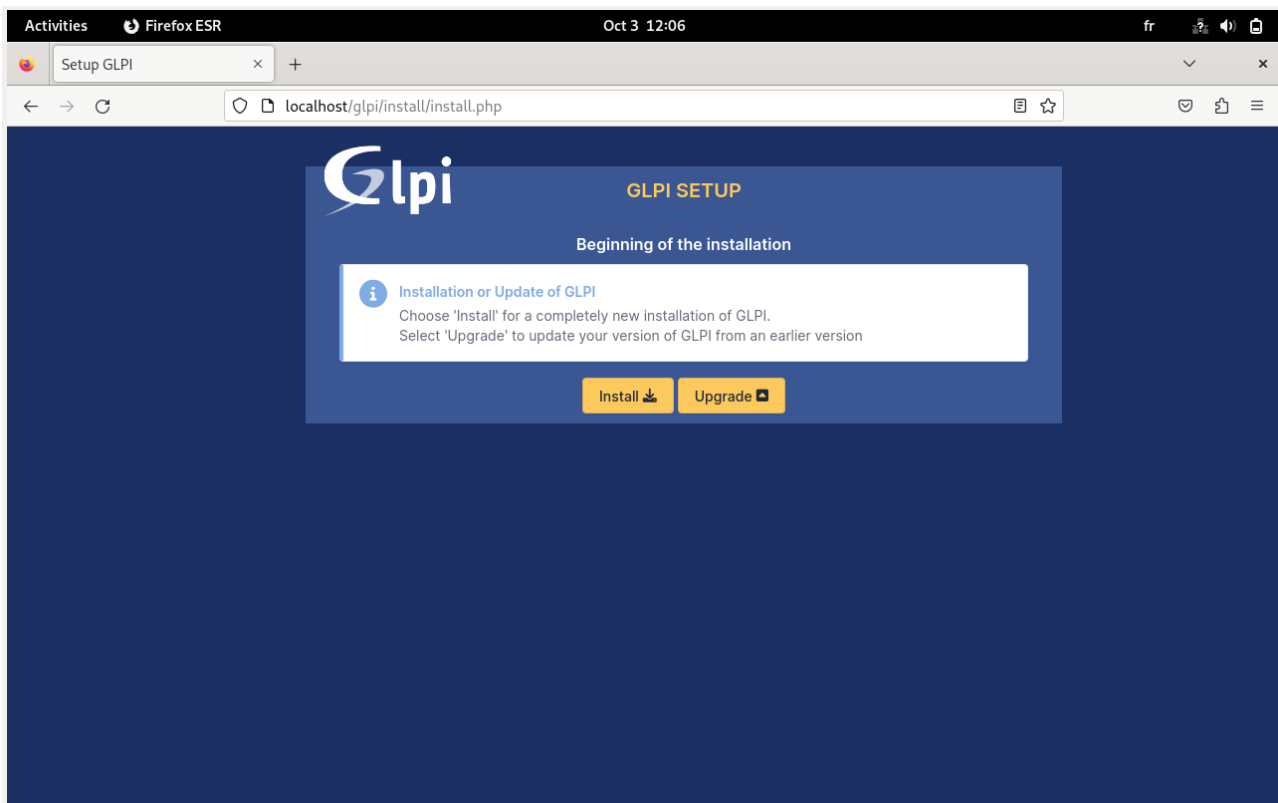 Activities Firefox ESR Oct 3 12:06 fr
Setup GLPI
localhost/glpi/install/install.php
Glpi
GLPI SETUP
Beginning of the installation
Installation or Update of GLPI
Choose 'Install' for a completely new installation of GLPI.
Select 'Upgrade' to update your version of GLPI from an earlier version
Install Upgrade